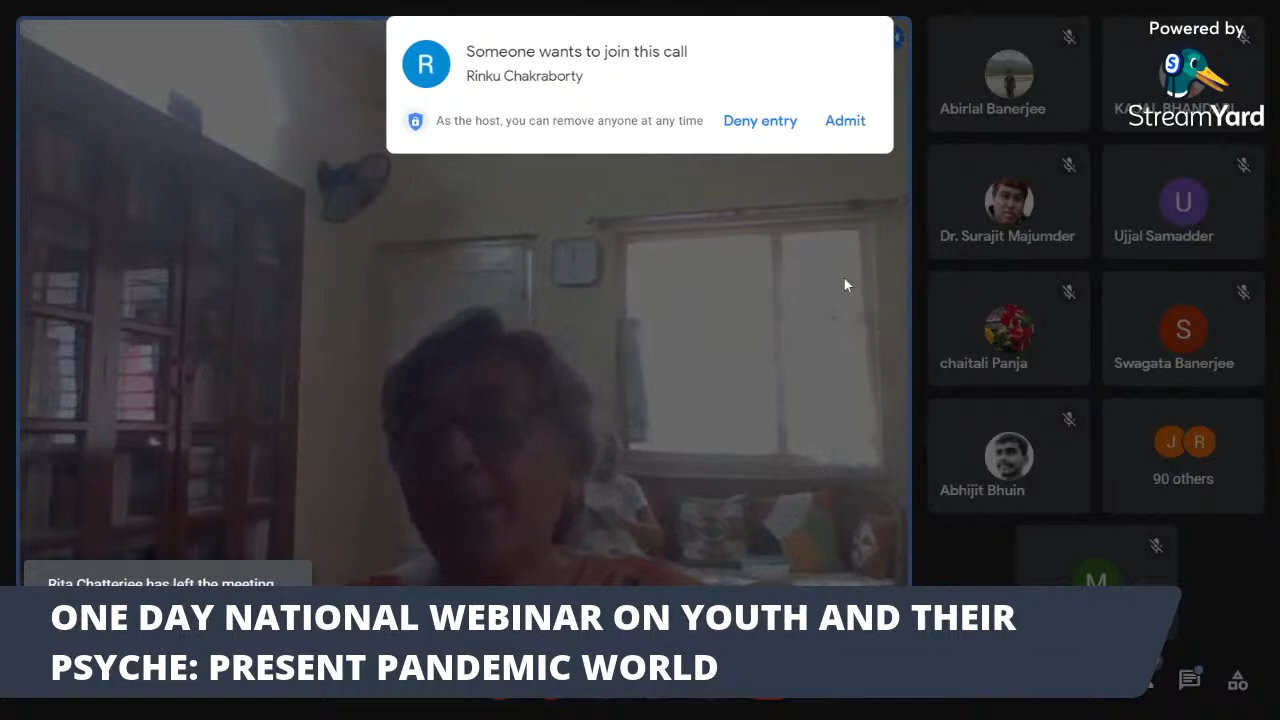 Someone wants to join this call
R
Rinku Chakraborty
As the host, you can remove anyone at any time
Deny entry
Admit
Powered by
S
StreamYard
Abirlal Banerjee
Dr. Surajit Majumder
U
Ujjal Samadder
chaitali Panja
S
Swagata Banerjee
Abhijit Bhuin
J R
90 others
M
Rita Chatterjee has left the meeting
ONE DAY NATIONAL WEBINAR ON YOUTH AND THEIR
PSYCHE: PRESENT PANDEMIC WORLD